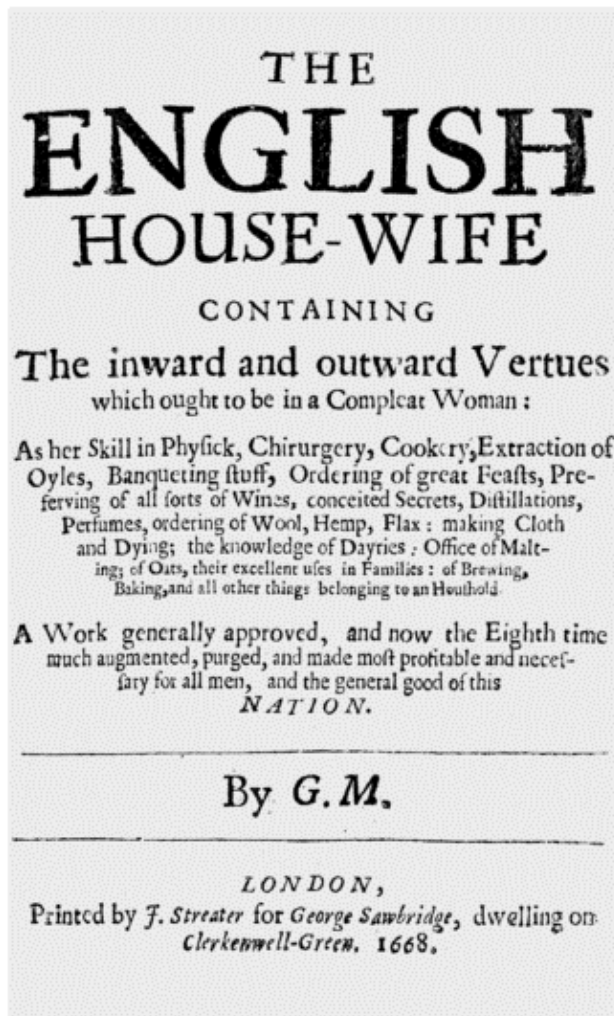 THE
ENGLISH
HOUSE-WIFE
CONTAINING
The inward and outward Vertues
which ought to be in a Compleat Woman:
As her Skill in Phyſick, Chirurgery, Cookery, Extraction of
Oyles, Banqueting ſtuff, Ordering of great Feaſts, Pre-
ſerving of all ſorts of Wines, conceited Secrets, Diſtillations,
Perfumes, ordering of Wool, Hemp, Flax: making Cloth
and Dying; the knowledge of Dayries: Office of Malt-
ing; of Oats, their excellent uſes in Families: of Brewing,
Baking, and all other things belonging to an Houſhold.
A Work generally approved, and now the Eighth time
much augmented, purged, and made moſt profitable and neceſ-
ſary for all men, and the general good of this
NATION.
By G. M.
LONDON,
Printed by J. Streater for George Sawbridge, dwelling on
Clerkenwell-Green. 1668.